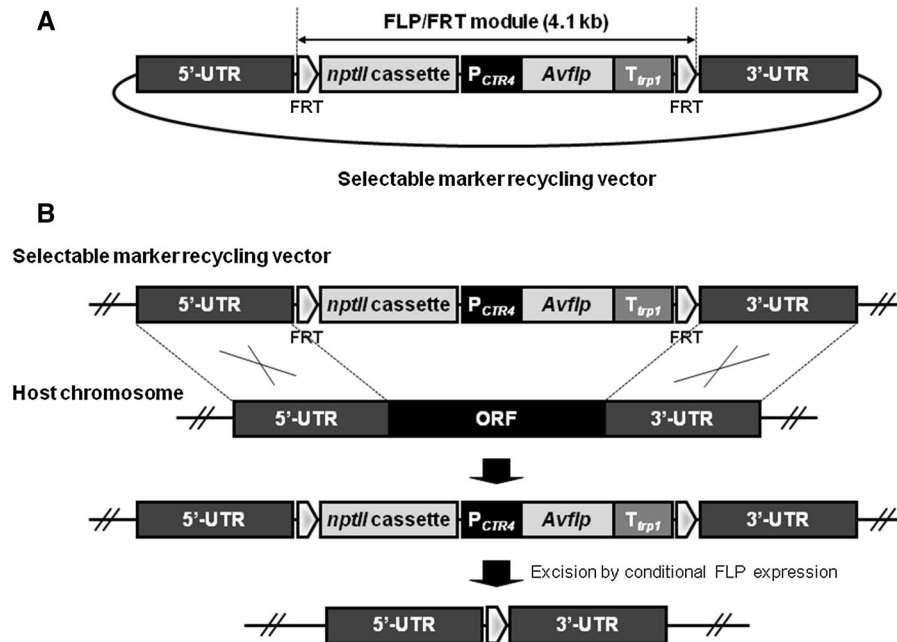 A
FLP/FRT module (4.1 kb)
5’-UTR nptII cassette PCTR4 Avflp Ttrp1 3’-UTR
FRT FRT
Selectable marker recycling vector
B
Selectable marker recycling vector
5’-UTR nptII cassette PCTR4 Avflp Ttrp1 3’-UTR
FRT FRT
Host chromosome
5’-UTR ORF 3’-UTR
5’-UTR nptII cassette PCTR4 Avflp Ttrp1 3’-UTR
Excision by conditional FLP expression
5’-UTR 3’-UTR